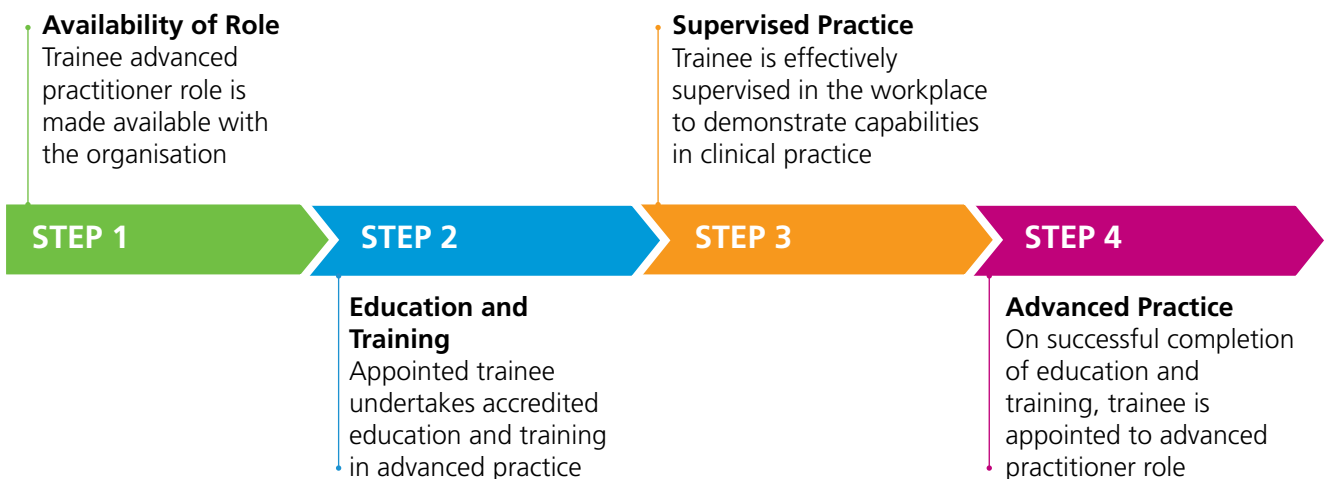 Availability of Role
Trainee advanced
practitioner role is
made available with
the organisation
Supervised Practice
Trainee is effectively
supervised in the workplace
to demonstrate capabilities
in clinical practice
STEP 1
STEP 2
STEP 3
STEP 4
Education and
Training
Appointed trainee
undertakes accredited
education and training
in advanced practice
Advanced Practice
On successful completion
of education and
training, trainee is
appointed to advanced
practitioner role